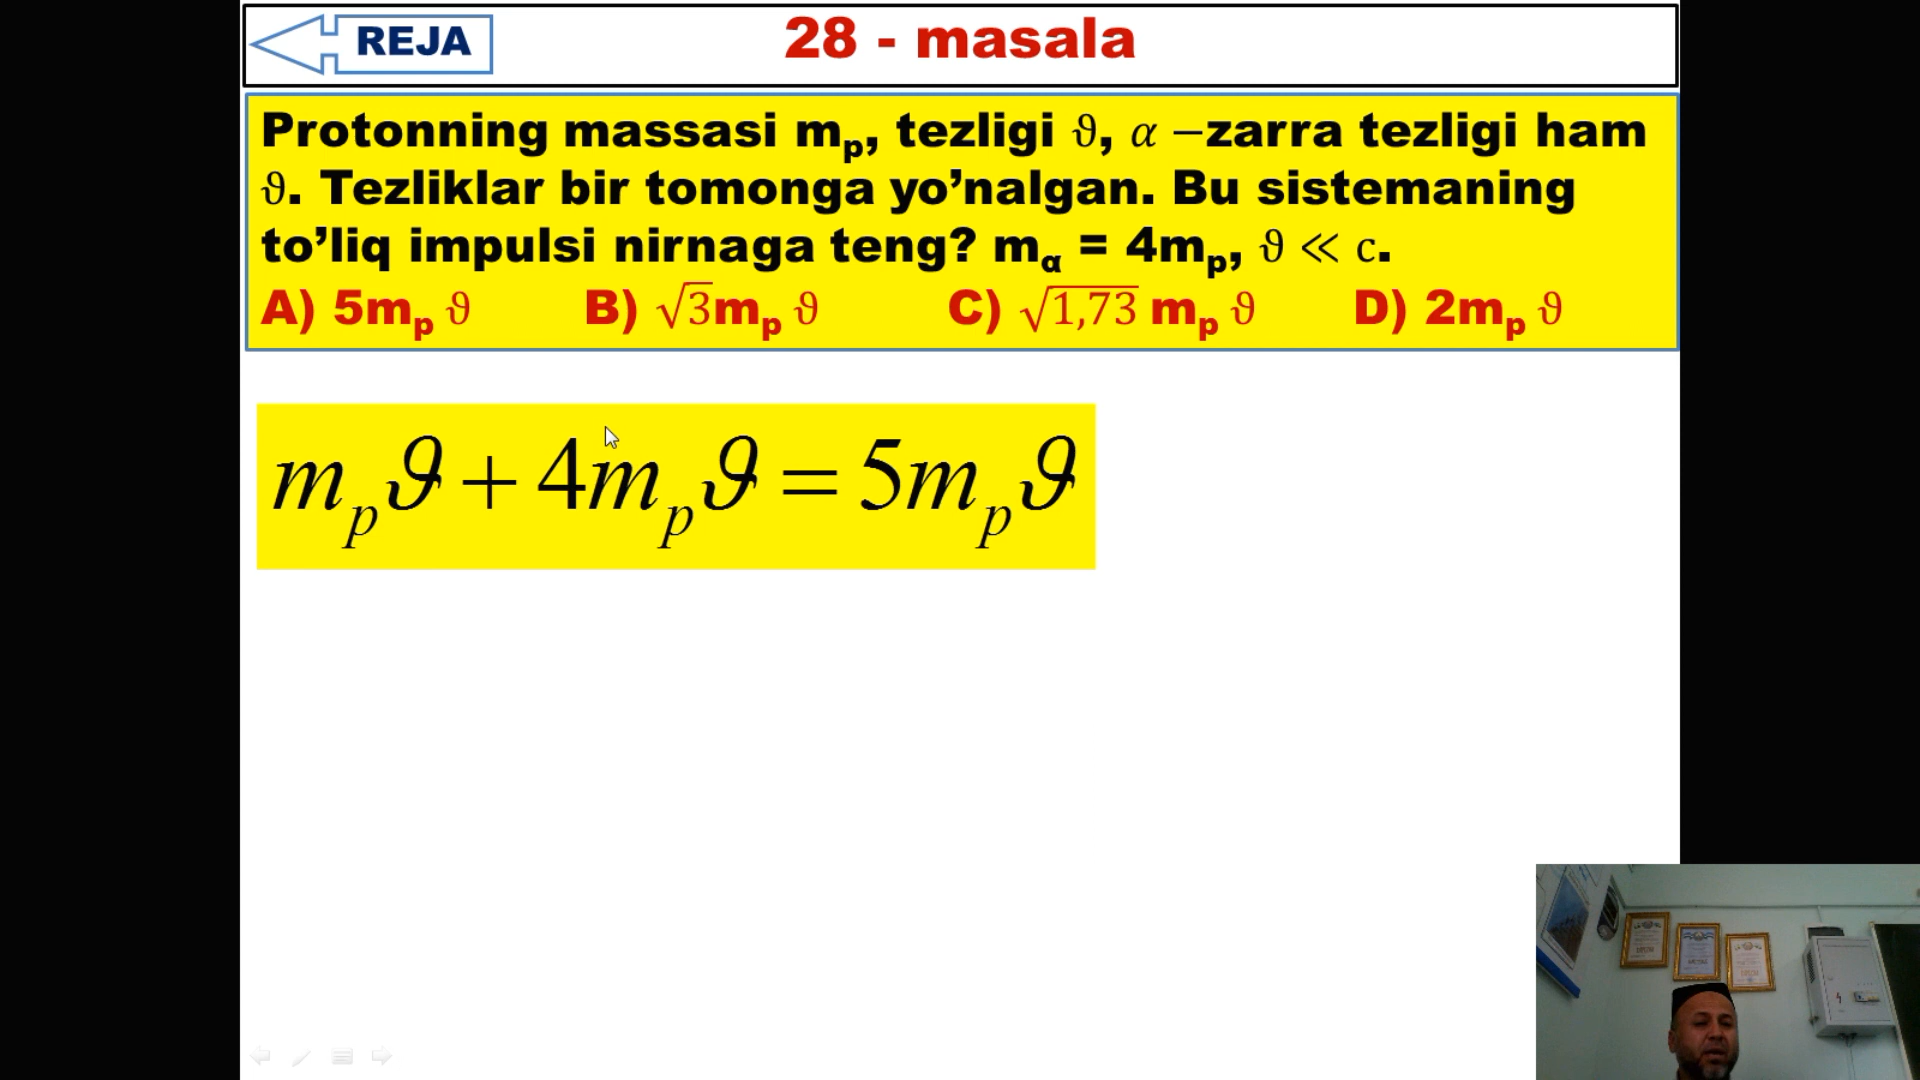 REJA
28 - masala
Protonning massasi mₚ, tezligi ϑ, α −zarra tezligi ham
ϑ. Tezliklar bir tomonga yo’nalgan. Bu sistemaning
to’liq impulsi nirnaga teng? mα = 4mₚ, ϑ ≪ c.
A) 5mₚ ϑ B) √3mₚ ϑ C) √1,73 mₚ ϑ D) 2mₚ ϑ
mₚϑ + 4mₚϑ = 5mₚϑ